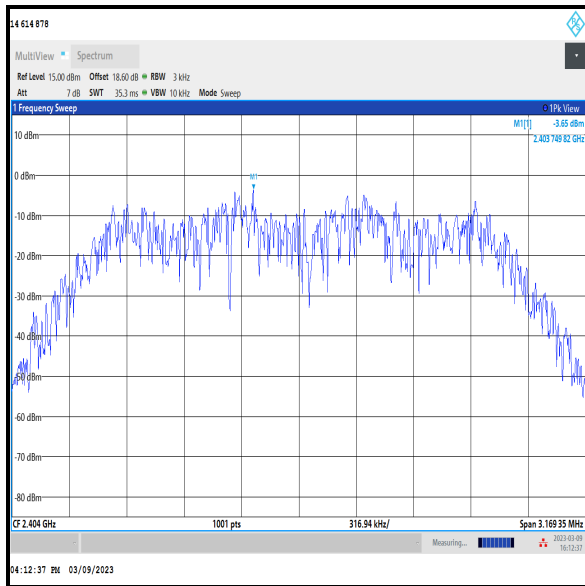 14 614 878
R S
MultiView Spectrum
Ref Level 15.00 dBm Offset 18.60 dB RBW 3 kHz
Att 7 dB SWT 35.3 ms VBW 10 kHz Mode Sweep
1 Frequency Sweep 1Pk View
M1[1] -3.65 dBm
2.403 749 82 GHz
10 dBm
M1
0 dBm
-10 dBm
-20 dBm
-30 dBm
-40 dBm
-50 dBm
-60 dBm
-70 dBm
-80 dBm
CF 2.404 GHz 1001 pts 316.94 kHz/ Span 3.169 35 MHz
Measuring... 2023-03-09
16:12:37
04:12:37 PM 03/09/2023